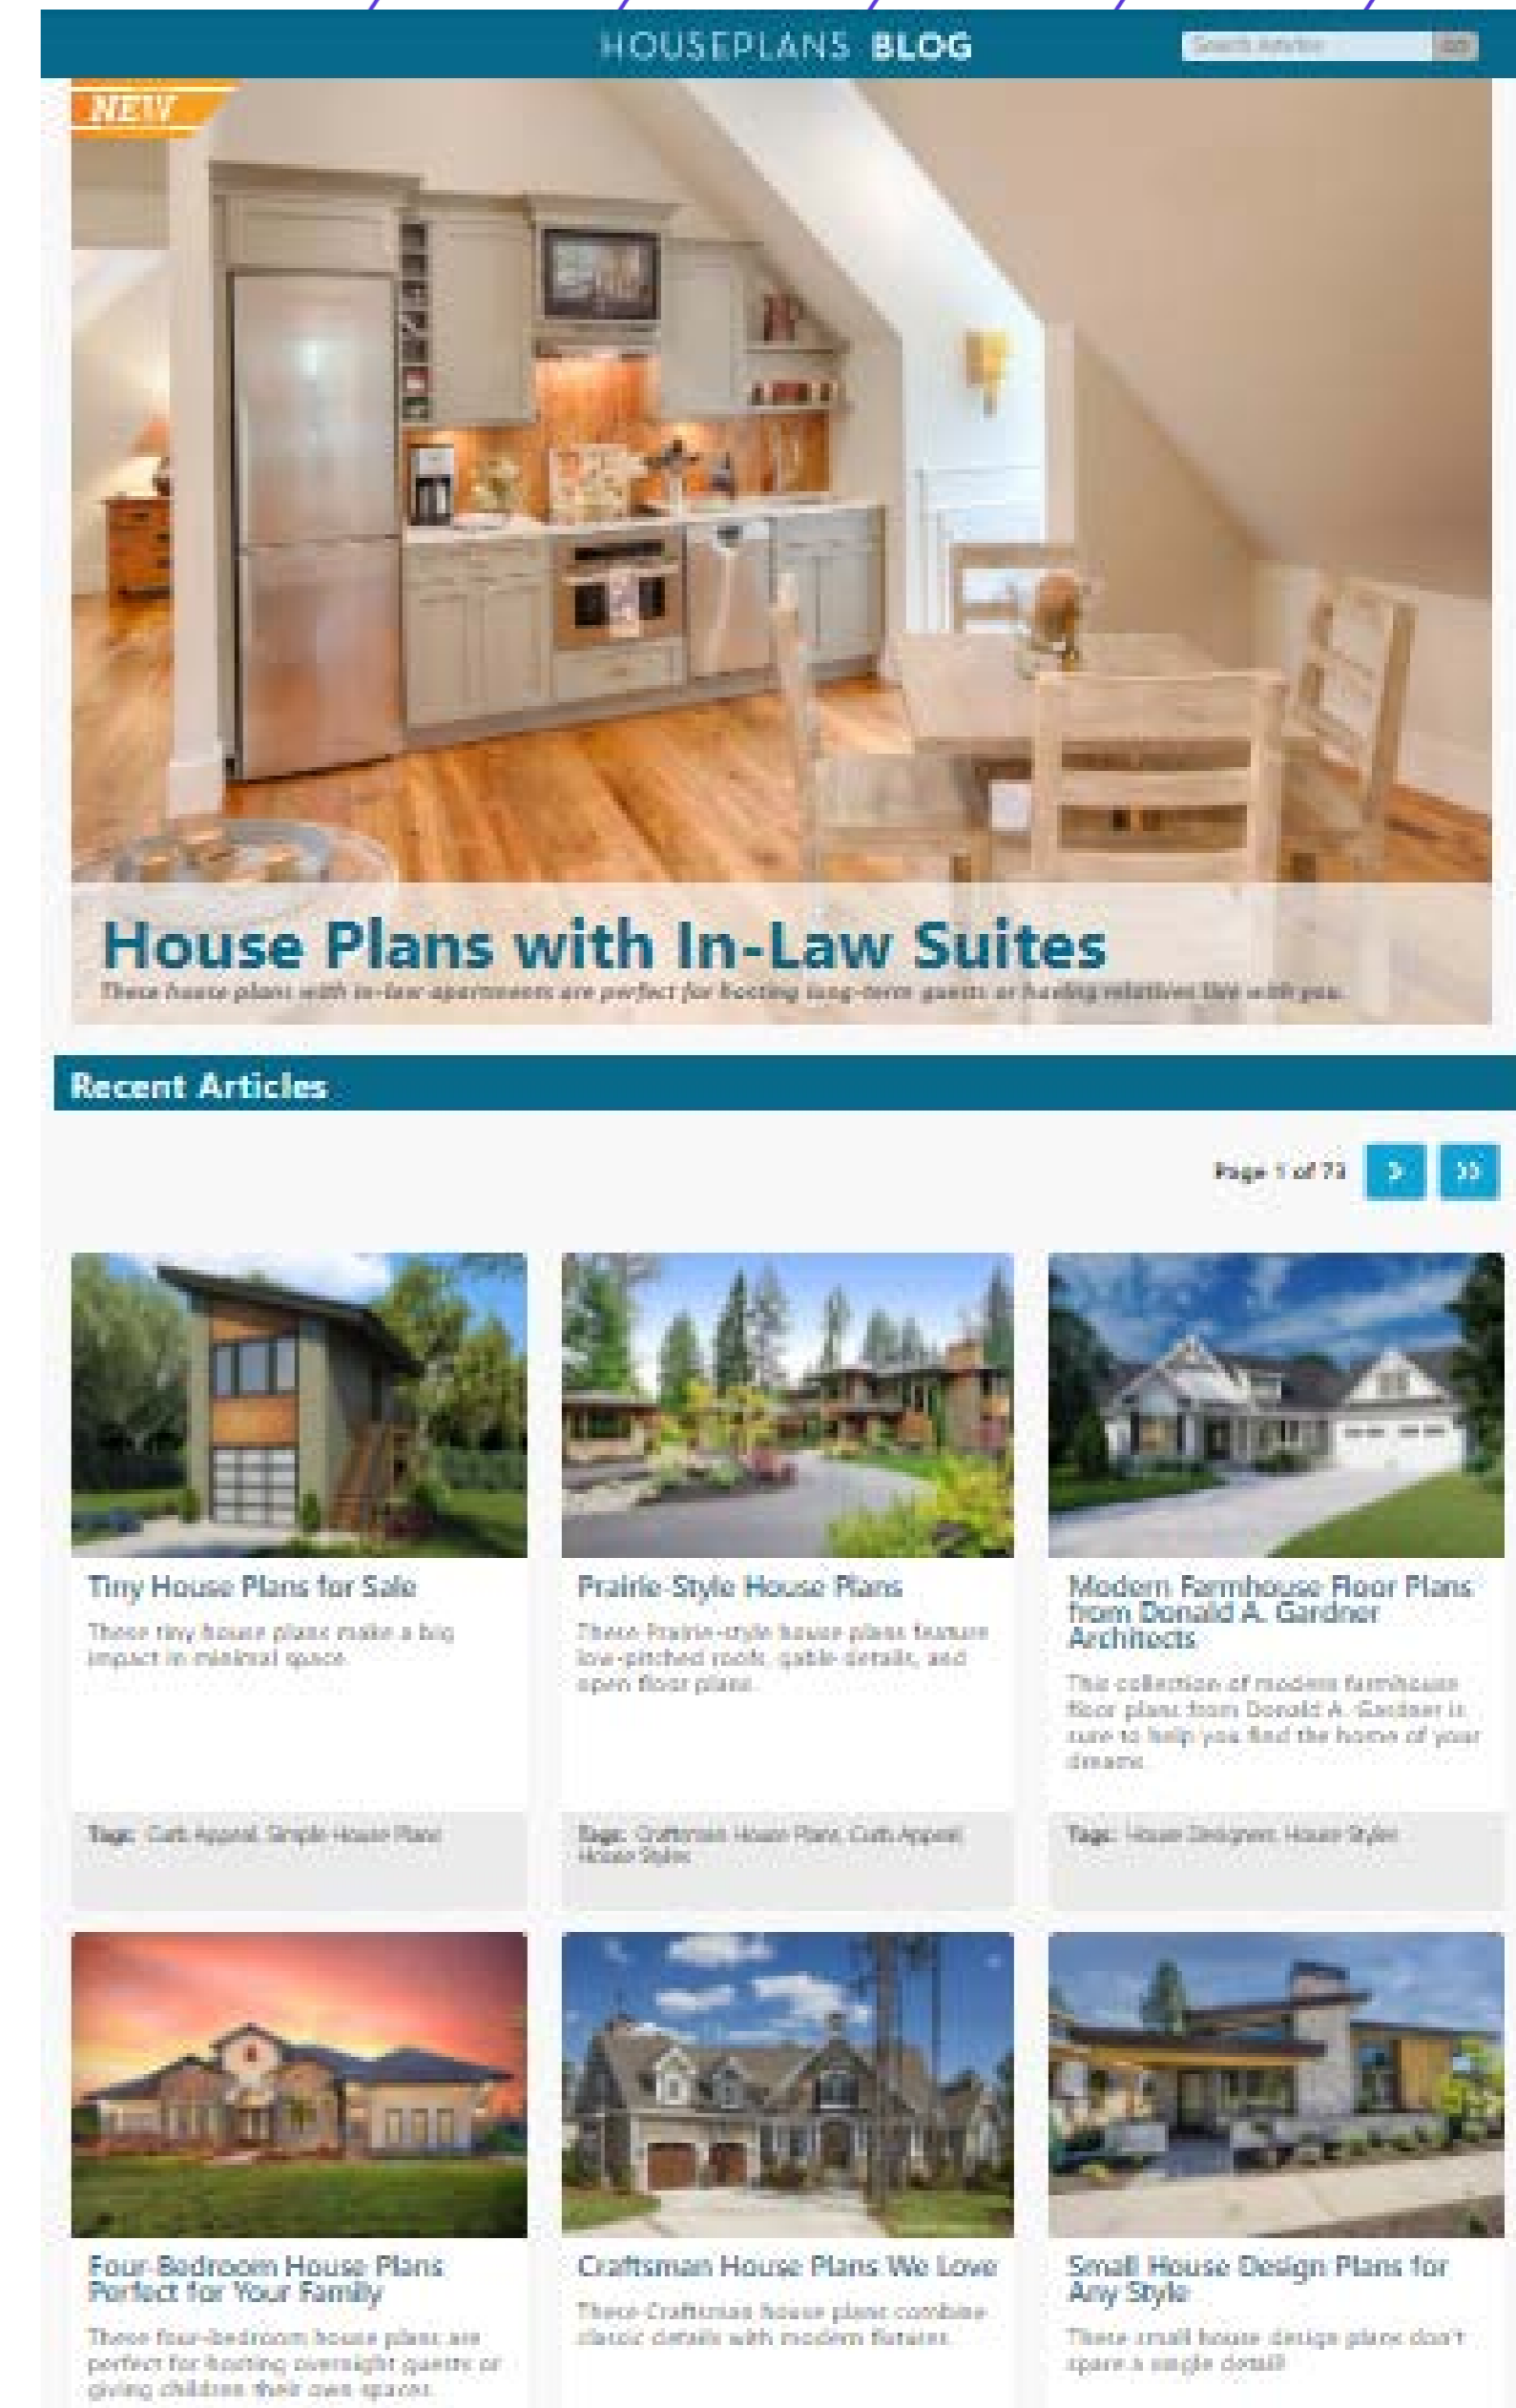 HOUSEPLANS BLOG
Search Articles GO
NEW
House Plans with In-Law Suites
These house plans with in-law apartments are perfect for hosting long-term guests or having relatives live with you.
Recent Articles
Page 1 of 73 > >>
Tiny House Plans for Sale
These tiny house plans make a big
impact in minimal space.
Tags: Curb Appeal, Simple House Plans
Prairie-Style House Plans
These Prairie-style house plans feature
low-pitched roofs, gable details, and
open floor plans.
Tags: Craftsman House Plans, Curb Appeal,
House Styles
Modern Farmhouse Floor Plans
from Donald A. Gardner
Architects
This collection of modern farmhouse
floor plans from Donald A. Gardner is
sure to help you find the home of your
dreams.
Tags: House Designers, House Styles
Four-Bedroom House Plans
Perfect for Your Family
These four-bedroom house plans are
perfect for hosting overnight guests or
giving children their own spaces.
Craftsman House Plans We Love
These Craftsman house plans combine
classic details with modern fixtures.
Small House Design Plans for
Any Style
These small house design plans don't
spare a single detail!